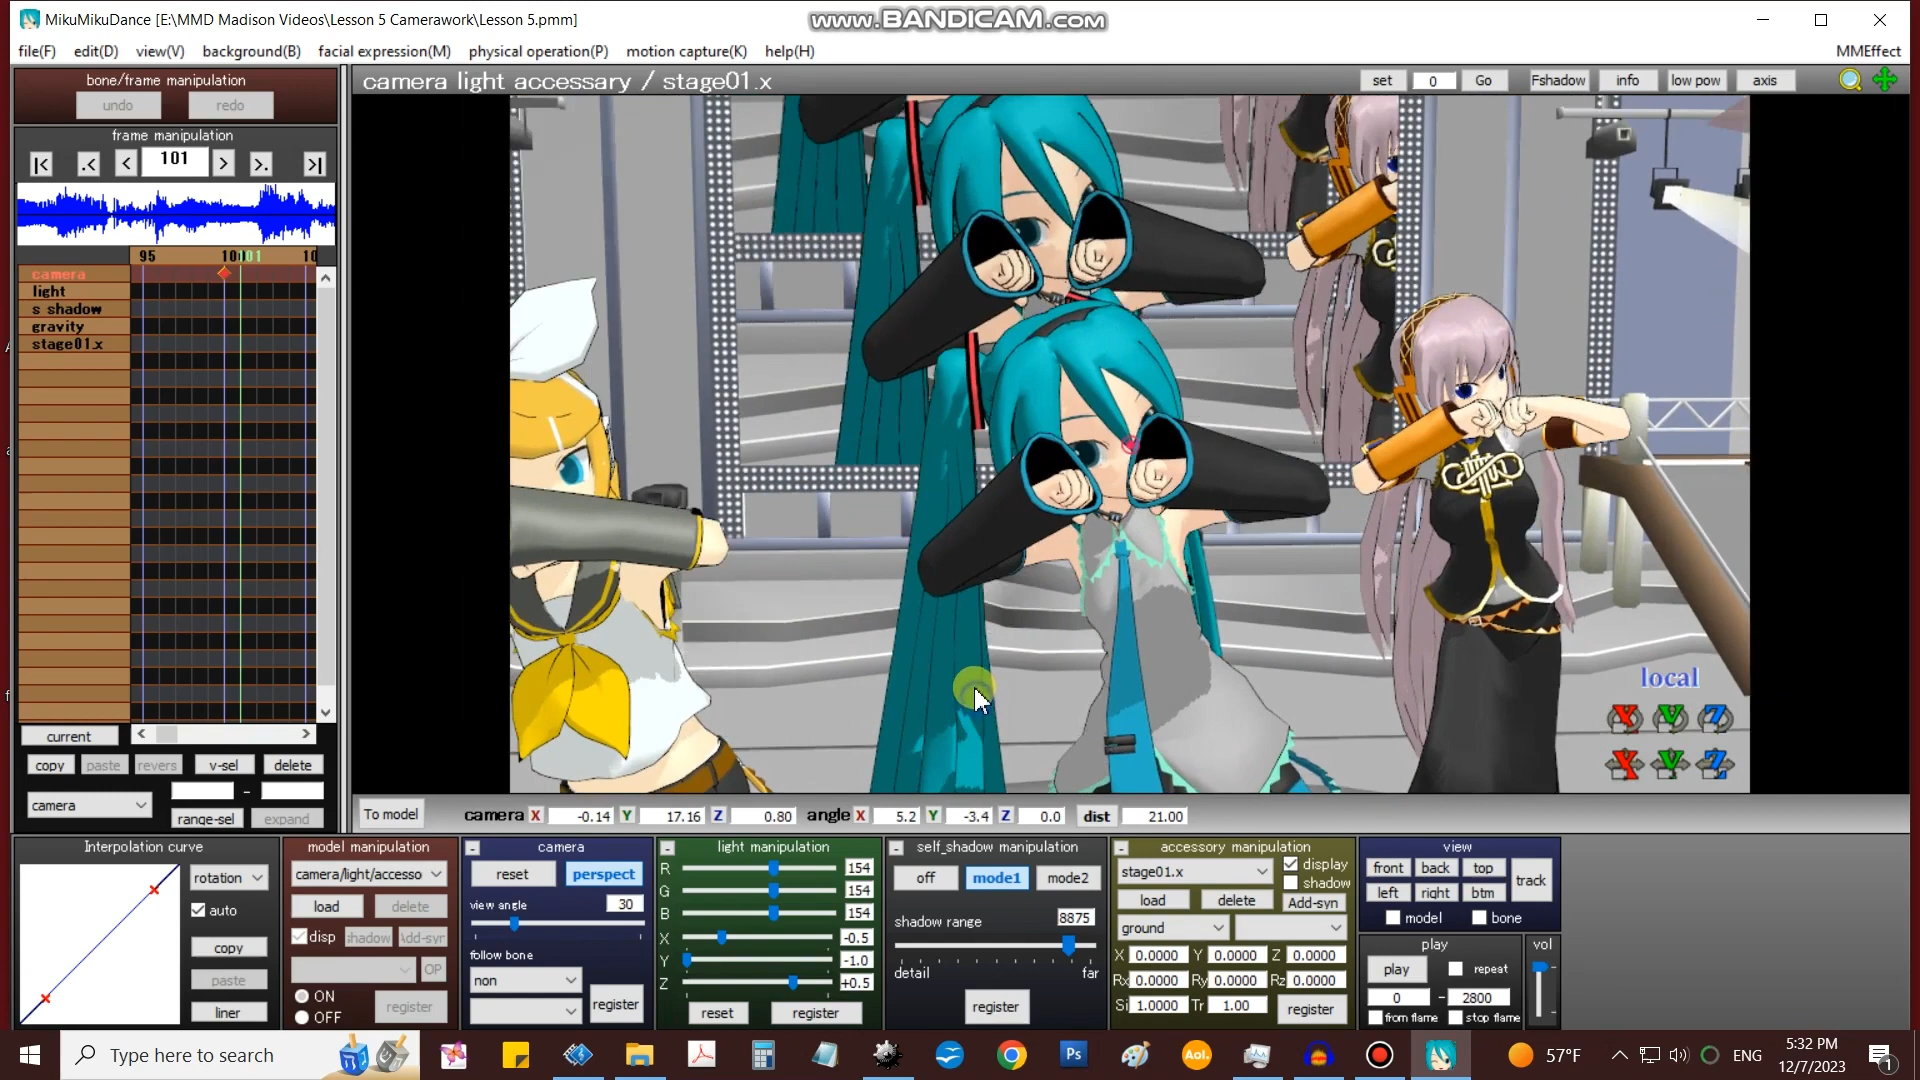 MikuMikuDance [E:\MMD Madison Videos\Lesson 5 Camerawork\Lesson 5.pmm]
www.BANDICAM.com
file(F) edit(D) view(V) background(B) facial expression(M) physical operation(P) motion capture(K) help(H) MMEffect
bone/frame manipulation
undo redo
camera light accessary / stage01.x
set 0 Go Fshadow info low pow axis
frame manipulation
|< .< < 101 > >. >|
95 101
camera
light
s shadow
gravity
stage01.x
local
X Y Z
X Y Z
current < >
copy paste revers v-sel delete
camera -
range-sel expand
To model camera X -0.14 Y 17.16 Z 0.80 angle X 5.2 Y -3.4 Z 0.0 dist 21.00
Interpolation curve
rotation
auto
copy
paste
liner
model manipulation
camera/light/accesso
load delete
disp shadow Add-syn
OP
ON
OFF
register
- camera
reset perspect
view angle 30
follow bone
non
register
- light manipulation
R 154
G 154
B 154
X -0.5
Y -1.0
Z +0.5
reset register
- self_shadow manipulation
off mode1 mode2
shadow range 8875
detail far
register
- accessory manipulation
stage01.x display
shadow
load delete Add-syn
ground
X 0.0000 Y 0.0000 Z 0.0000
Rx 0.0000 Ry 0.0000 Rz 0.0000
Si 1.0000 Tr 1.00 register
view
front back top
left right btm track
model bone
play
play repeat
0 - 2800
from flame stop flame
vol
Type here to search
Ps
Aol.
57°F
ENG
5:32 PM
12/7/2023
1